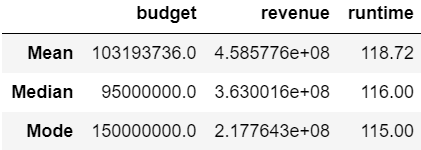 budget revenue runtime
Mean 103193736.0 4.585776e+08 118.72
Median 95000000.0 3.630016e+08 116.00
Mode 150000000.0 2.177643e+08 115.00